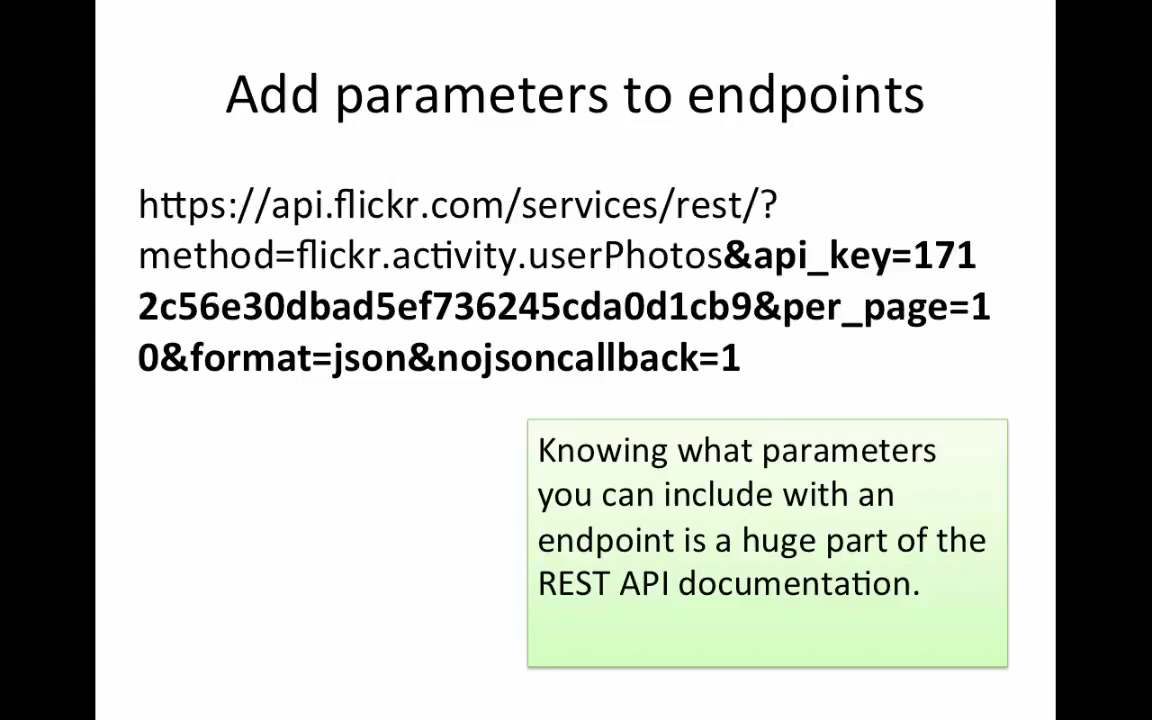 Add parameters to endpoints
https://api.flickr.com/services/rest/?
method=flickr.activity.userPhotos&api_key=171
2c56e30dbad5ef736245cda0d1cb9&per_page=1
0&format=json&nojsoncallback=1
Knowing what parameters
you can include with an
endpoint is a huge part of the
REST API documentation.